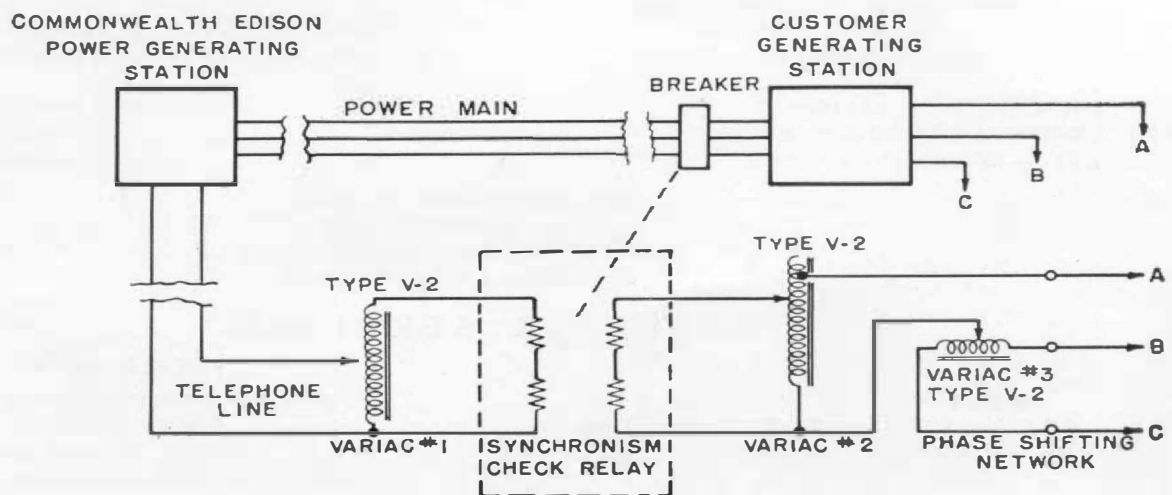 COMMONWEALTH EDISON
POWER GENERATING
STATION
CUSTOMER
GENERATING
STATION
BREAKER
POWER MAIN
A
B
C
TYPE V-2
TYPE V-2
A
B
VARIAC #3
TYPE V-2
TELEPHONE
LINE
C
VARIAC #1
SYNCHRONISM
CHECK RELAY
VARIAC #2
PHASE SHIFTING
NETWORK